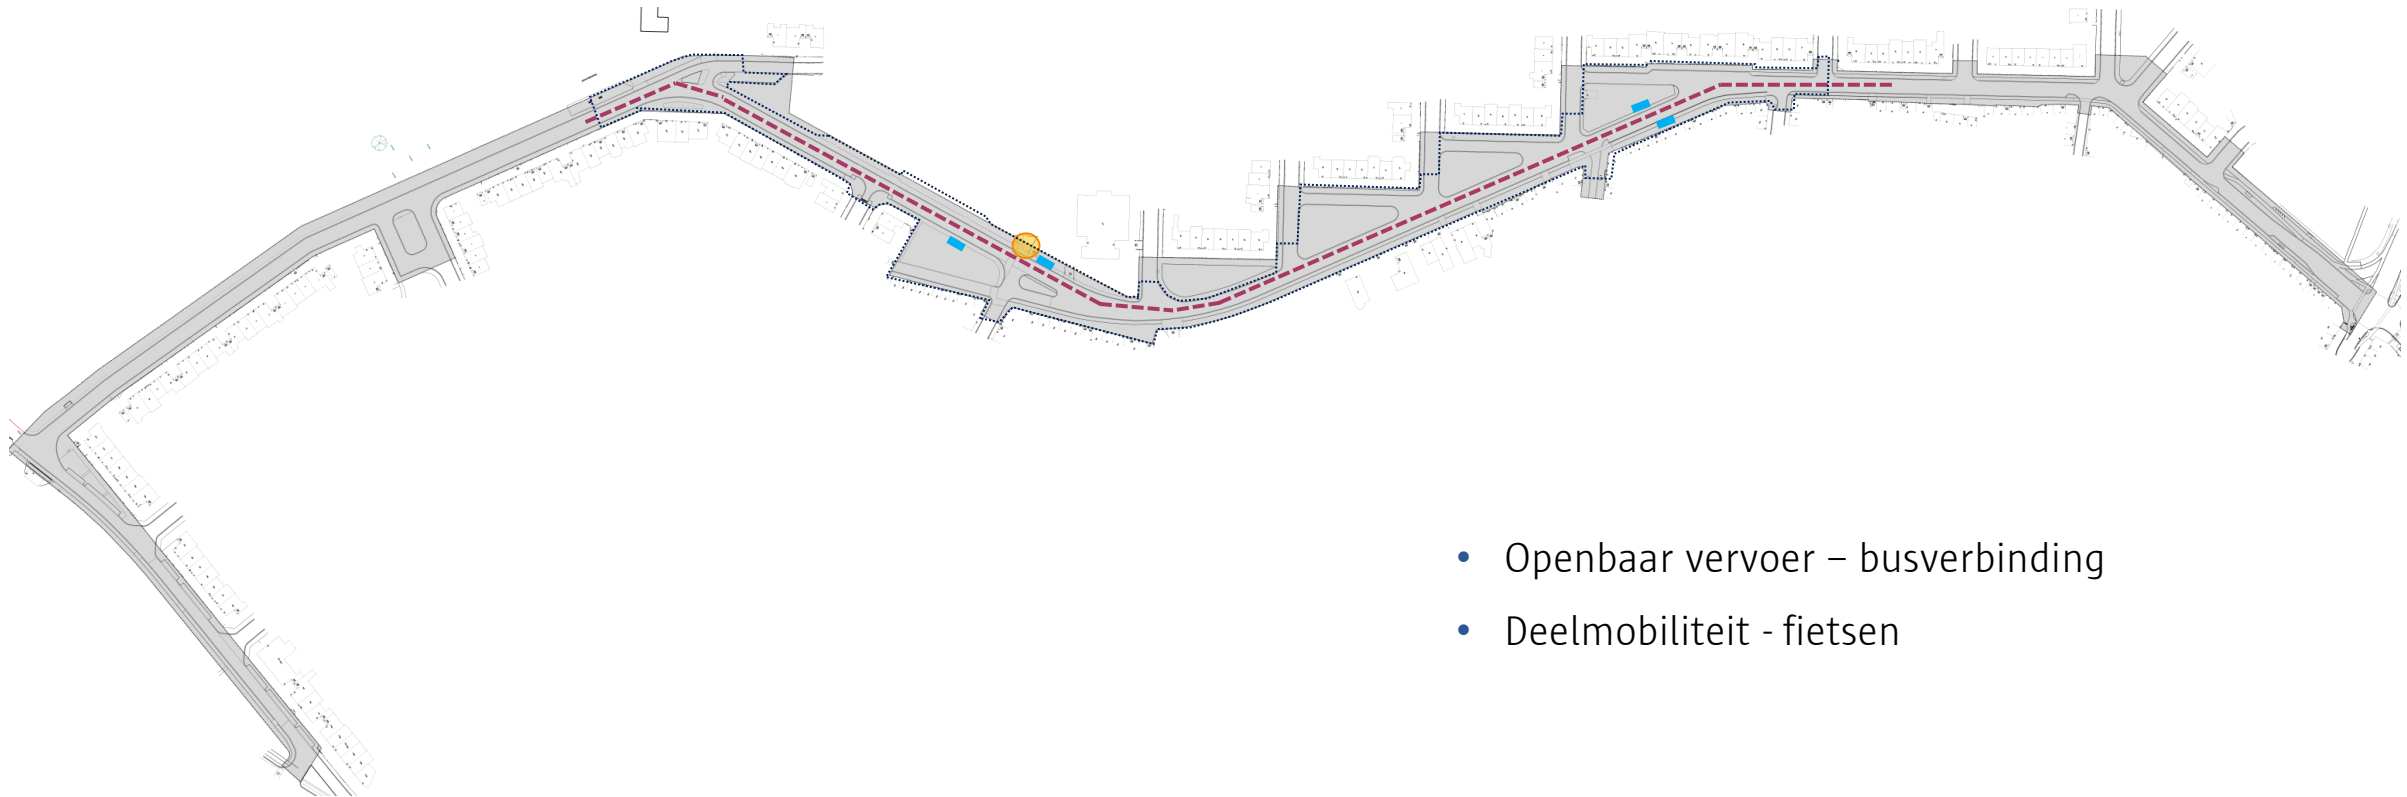 • Openbaar vervoer – busverbinding
• Deelmobiliteit - fietsen